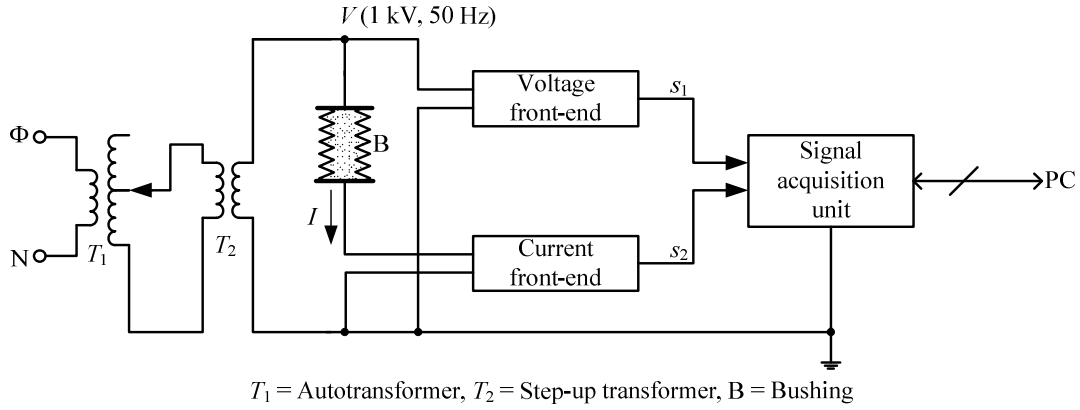 V (1 kV, 50 Hz)
Voltage
front-end
s1
Φ
B
Signal
acquisition
unit
PC
I
N
T1
T2
Current
front-end
s2
T1 = Autotransformer, T2 = Step-up transformer, B = Bushing